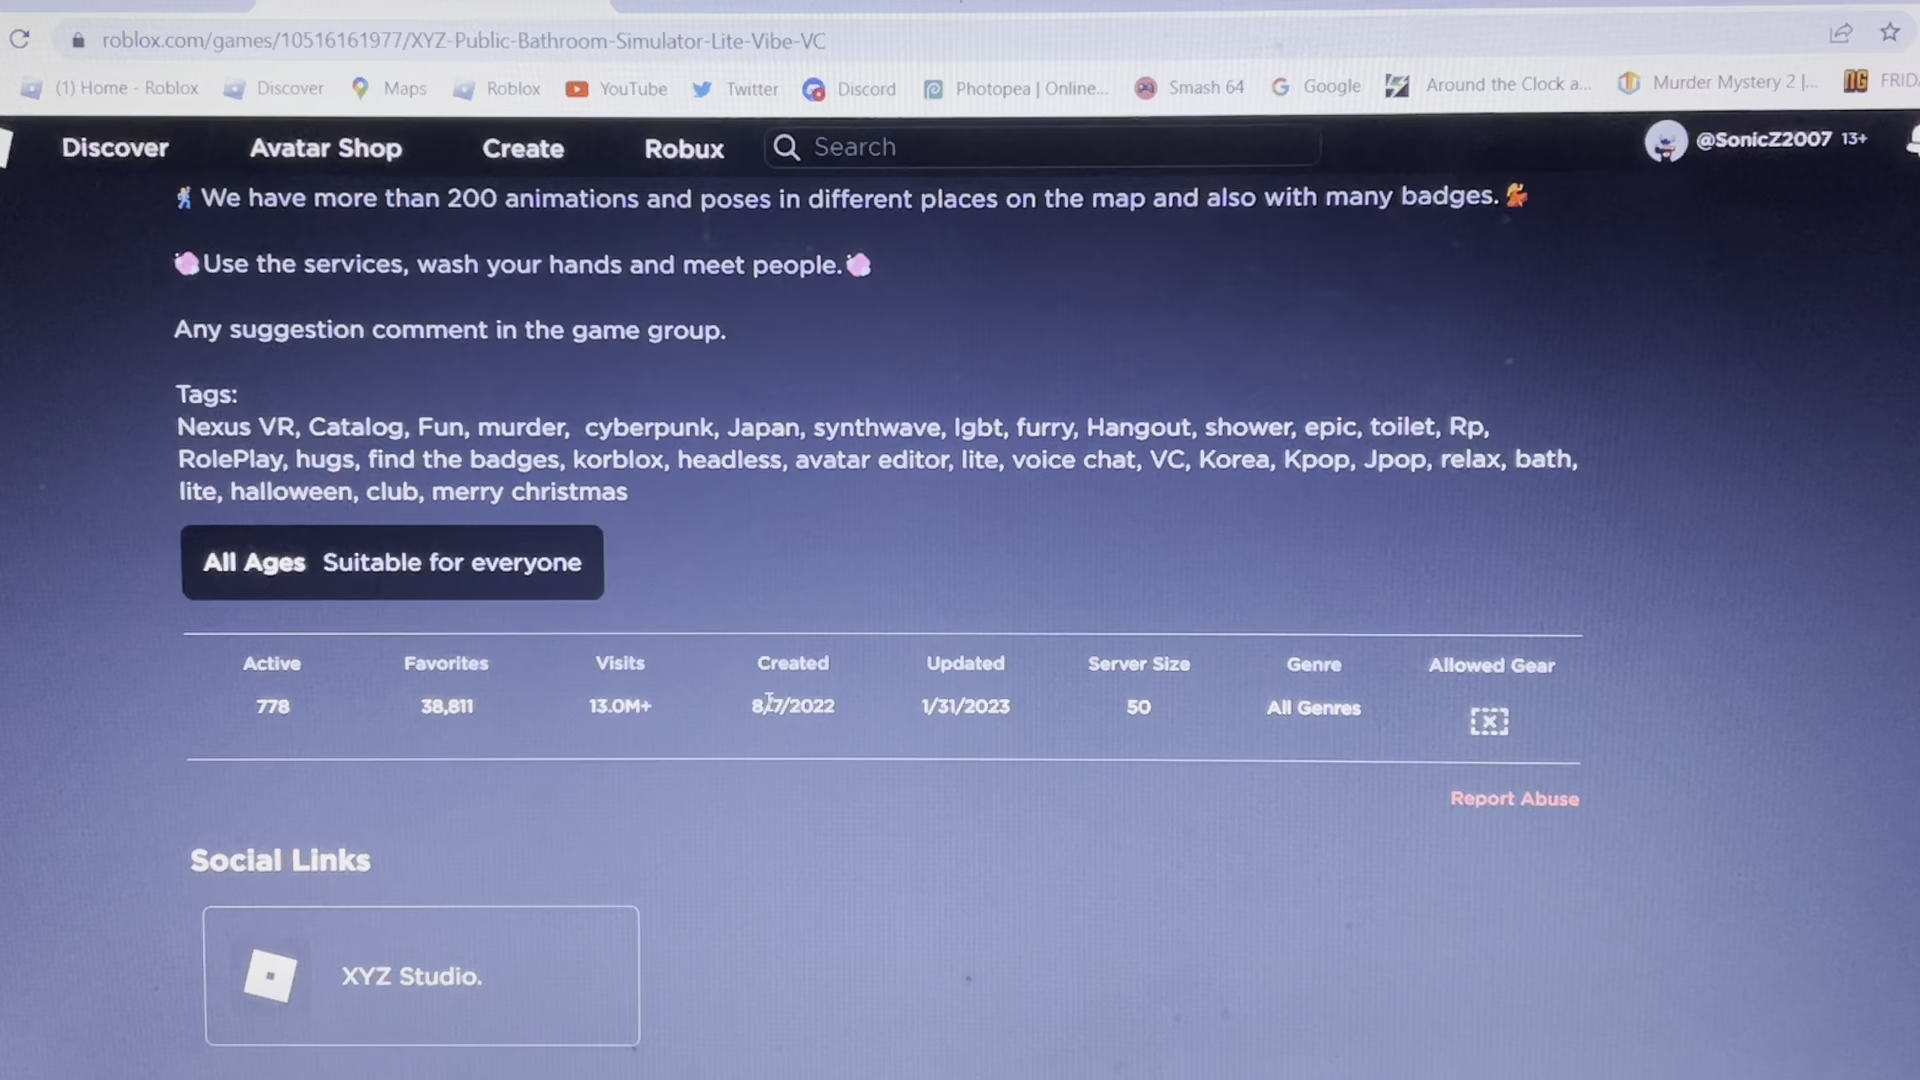 roblox.com/games/10516161977/XYZ-Public-Bathroom-Simulator-Lite-Vibe-VC
(1) Home - Roblox Discover Maps Roblox YouTube Twitter Discord Photopea | Online... Smash 64 Google Around the Clock a... Murder Mystery 2 |... FRID
Discover Avatar Shop Create Robux Search @SonicZ2007 13+
We have more than 200 animations and poses in different places on the map and also with many badges.
Use the services, wash your hands and meet people.
Any suggestion comment in the game group.
Tags:
Nexus VR, Catalog, Fun, murder, cyberpunk, Japan, synthwave, lgbt, furry, Hangout, shower, epic, toilet, Rp,
RolePlay, hugs, find the badges, korblox, headless, avatar editor, lite, voice chat, VC, Korea, Kpop, Jpop, relax, bath,
lite, halloween, club, merry christmas
All Ages Suitable for everyone
Active Favorites Visits Created Updated Server Size Genre Allowed Gear
778 38,811 13.0M+ 8/7/2022 1/31/2023 50 All Genres
Report Abuse
Social Links
XYZ Studio.